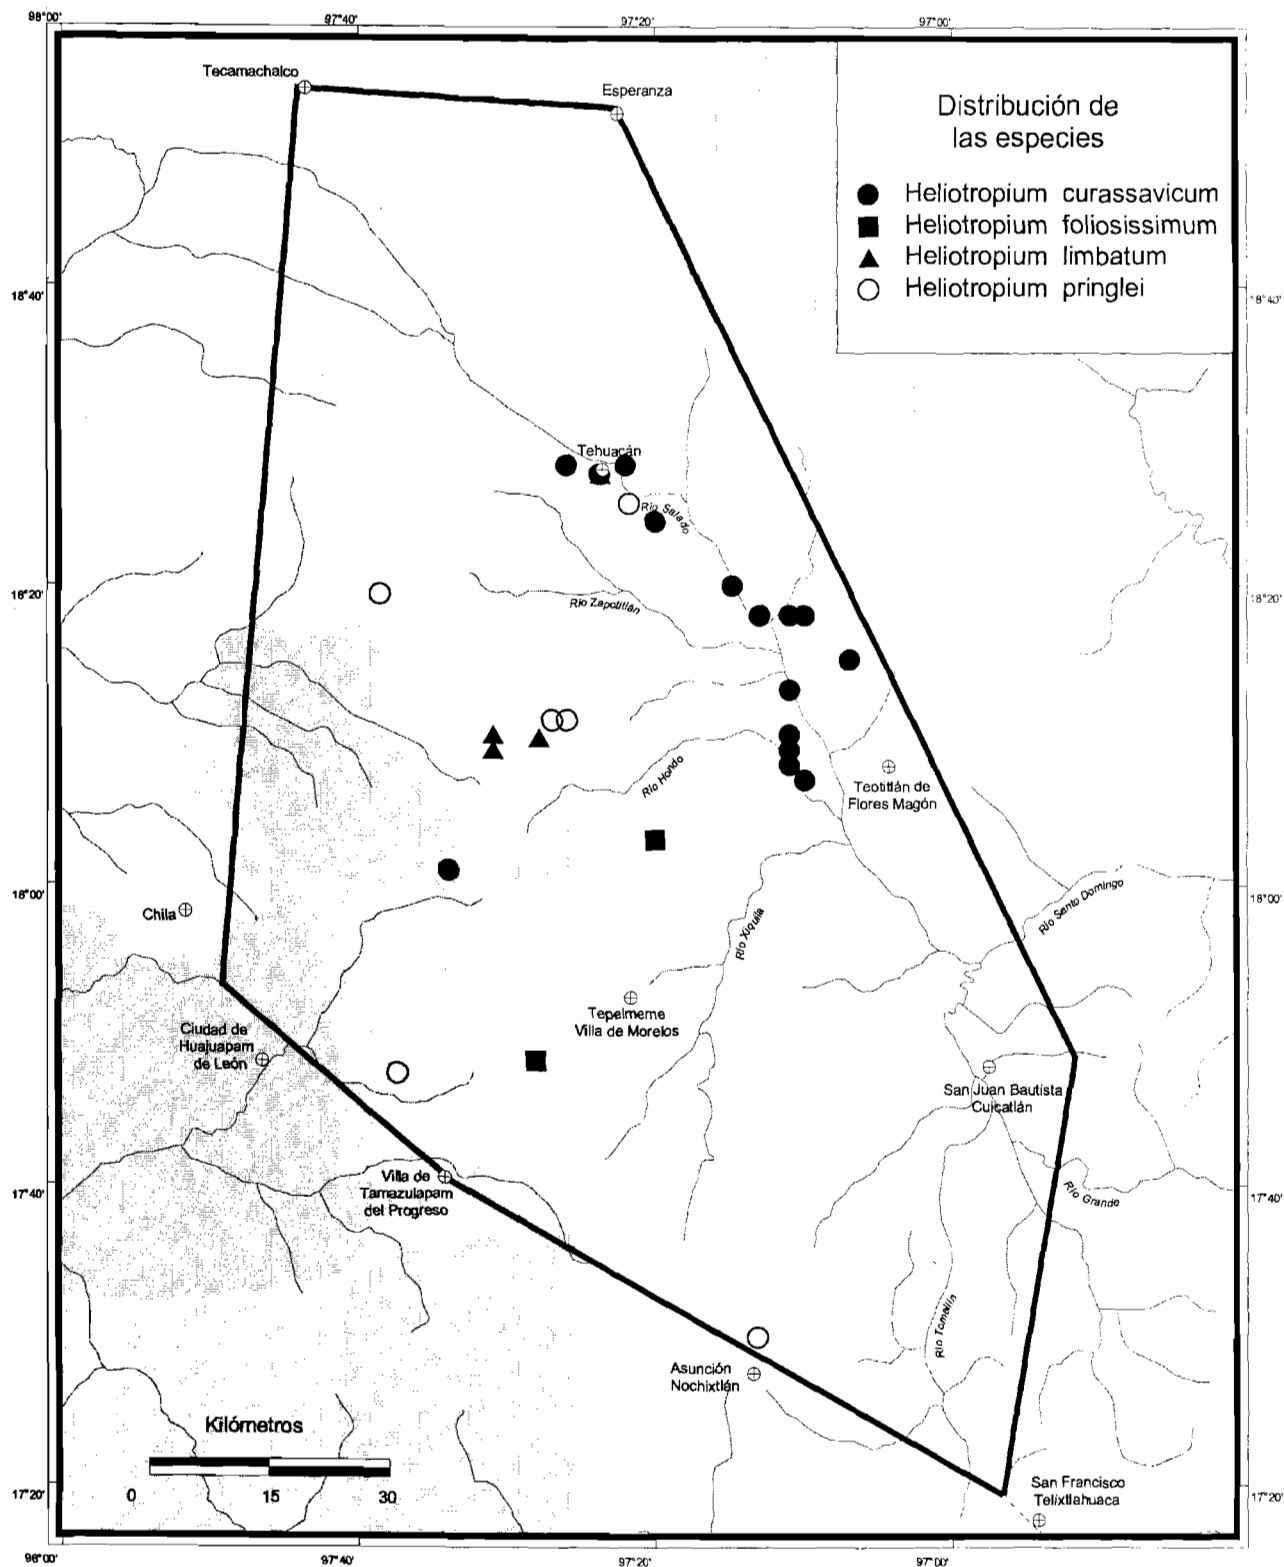 98°00'
97°40'
97°20'
97°00'
Tecamachalco
Esperanza
Distribución de
las especies
Heliotropium curassavicum
Heliotropium foliosissimum
Heliotropium limbatum
Heliotropium pringlei
18°40'
18°40'
Tehuacán
Río Salado
18°20'
18°20'
Río Zapotitlán
Río Hondo
Teotitlán de
Flores Magón
18°00'
18°00'
Chila
Río Xiquila
Río Santo Domingo
Tepelmeme
Villa de Morelos
Ciudad de
Huajuapam
de León
San Juan Bautista
Cuicatlán
17°40'
17°40'
Villa de
Tamazulapam
del Progreso
Río Grande
Río Tomellín
Asunción
Nochixtlán
Kilómetros
0 15 30
17°20'
17°20'
San Francisco
Telixtlahuaca
98°00'
97°40'
97°20'
97°00'